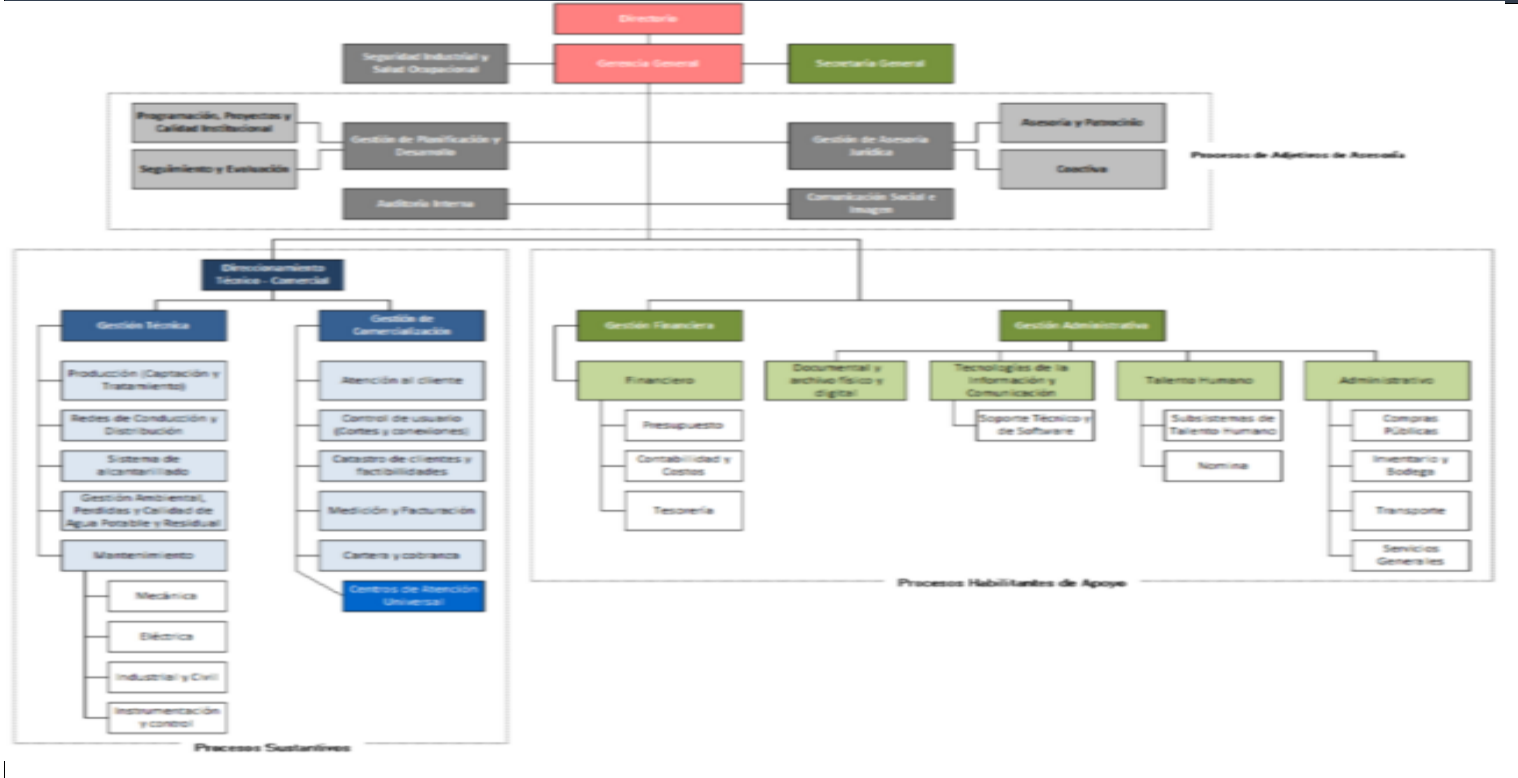 Directorio
Seguridad Industrial y
Salud Ocupacional
Gerencia General
Secretaría General
Programación, Proyectos y
Calidad Institucional
Seguimiento y Evaluación
Gestión de Planificación y
Desarrollo
Gestión de Asesoría
Jurídica
Asesoría y Patrocinio
Coactiva
Procesos de Adjetivos de Asesoría
Auditoría Interna
Comunicación Social e
Imagen
Direccionamiento
Técnico - Comercial
Gestión Técnica
Gestión de
Comercialización
Gestión Financiera
Gestión Administrativa
Producción (Captación y
Tratamiento)
Redes de Conducción y
Distribución
Sistema de
alcantarillado
Gestión Ambiental,
Perdidas y Calidad de
Agua Potable y Residual
Mantenimiento
Mecánica
Eléctrica
Industrial y Civil
Instrumentación
y control
Atención al cliente
Control de usuario
(Cortes y conexiones)
Catastro de clientes y
factibilidades
Medición y Facturación
Cartera y cobranza
Centros de Atención
Universal
Procesos Sustantivos
Financiero
Presupuesto
Contabilidad y
Costos
Tesorería
Documental y
archivo físico y
digital
Tecnologías de la
Información y
Comunicación
Soporte Técnico y
de Software
Talento Humano
Subsistemas de
Talento Humano
Nomina
Administrativo
Compras
Públicas
Inventario y
Bodega
Transporte
Servicios
Generales
Procesos Habilitantes de Apoyo